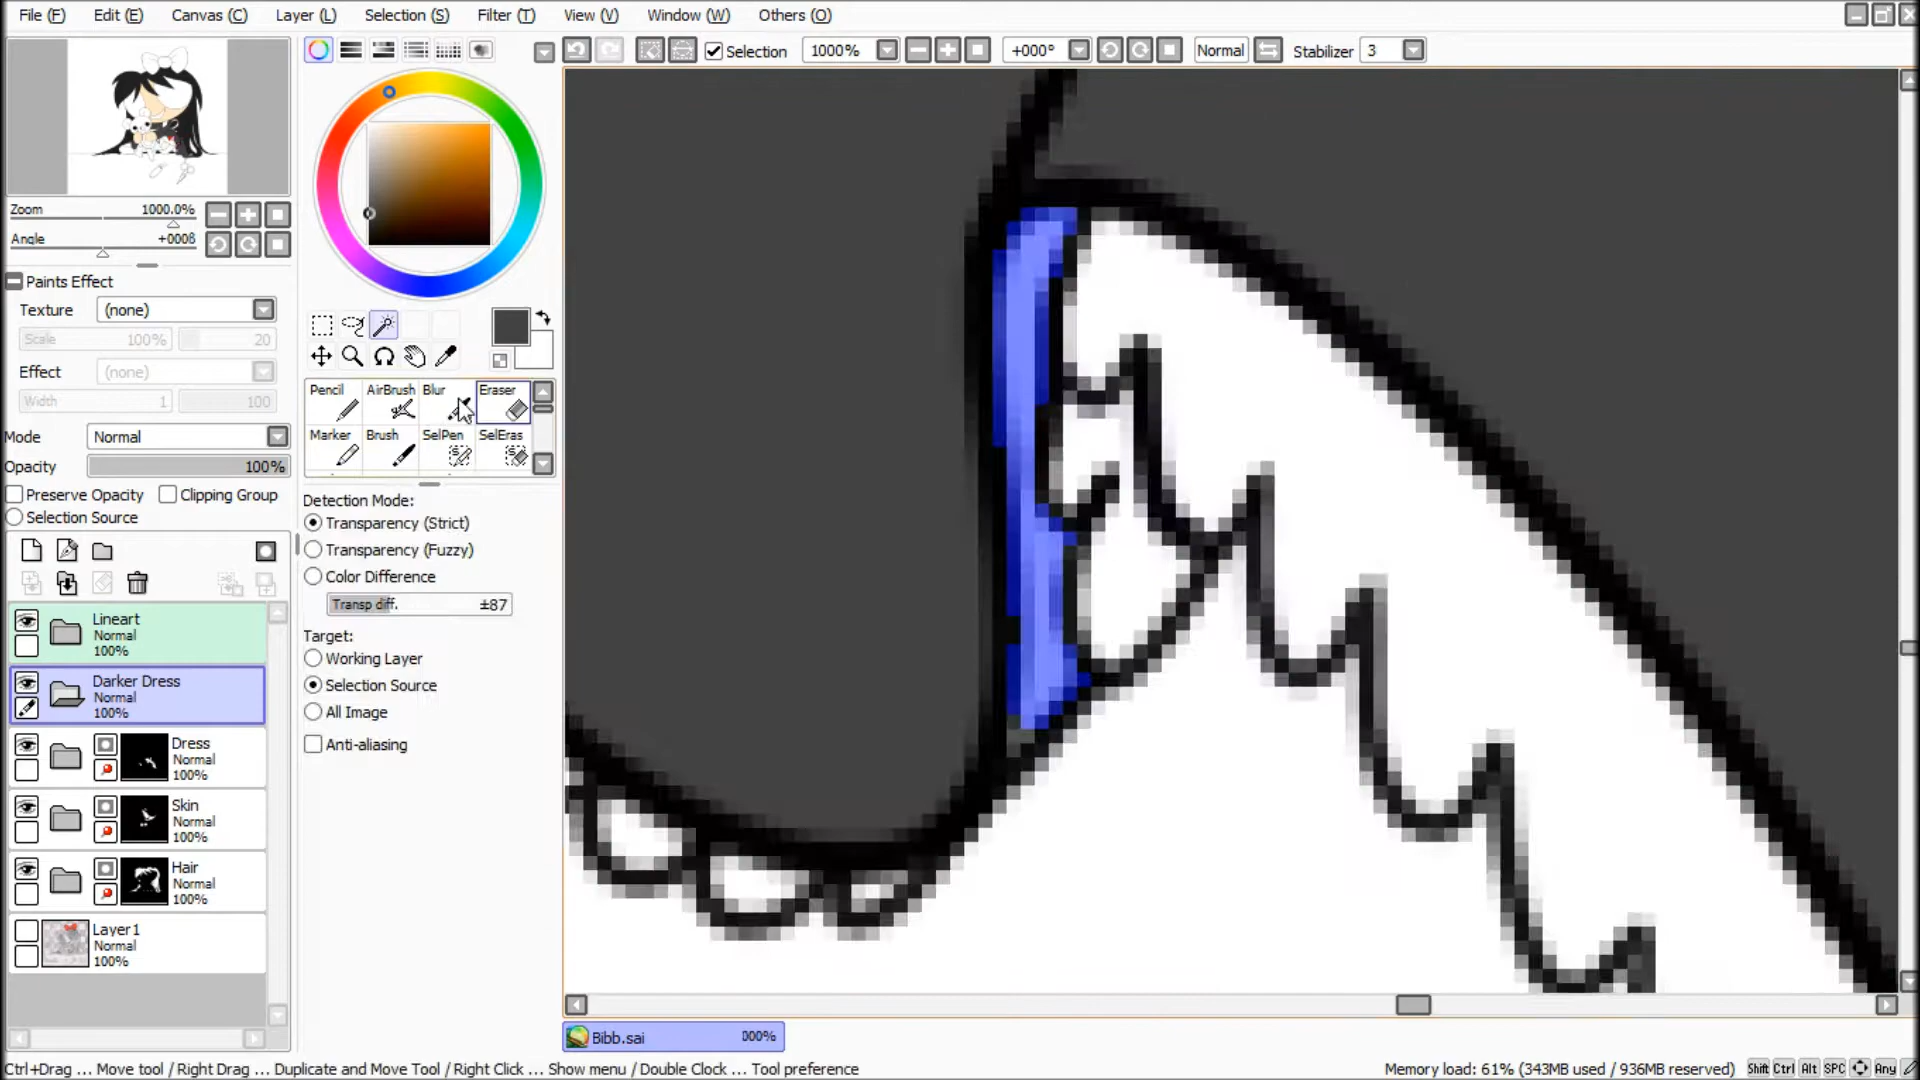 File (F) Edit (E) Canvas (C) Layer (L) Selection (S) Filter (T) View (V) Window (W) Others (O)
Selection 1000% +000° Normal Stabilizer 3
Zoom 1000.0%
Angle +000ß
Paints Effect
Texture (none)
Scale 100% 20
Effect (none)
Width 1 100
Mode Normal
Opacity 100%
Preserve Opacity Clipping Group
Selection Source
Lineart
Normal
100%
Darker Dress
Normal
100%
Dress
Normal
100%
Skin
Normal
100%
Hair
Normal
100%
Layer1
Normal
100%
Pencil AirBrush Blur Eraser
Marker Brush SelPen SelEras
Detection Mode:
Transparency (Strict)
Transparency (Fuzzy)
Color Difference
Transp diff. ±87
Target:
Working Layer
Selection Source
All Image
Anti-aliasing
Bibb.sai 000%
Ctrl+Drag ... Move tool / Right Drag ... Duplicate and Move Tool / Right Click ... Show menu / Double Clock ... Tool preference
Memory load: 61% (343MB used / 936MB reserved) Shift Ctrl Alt SPC Any